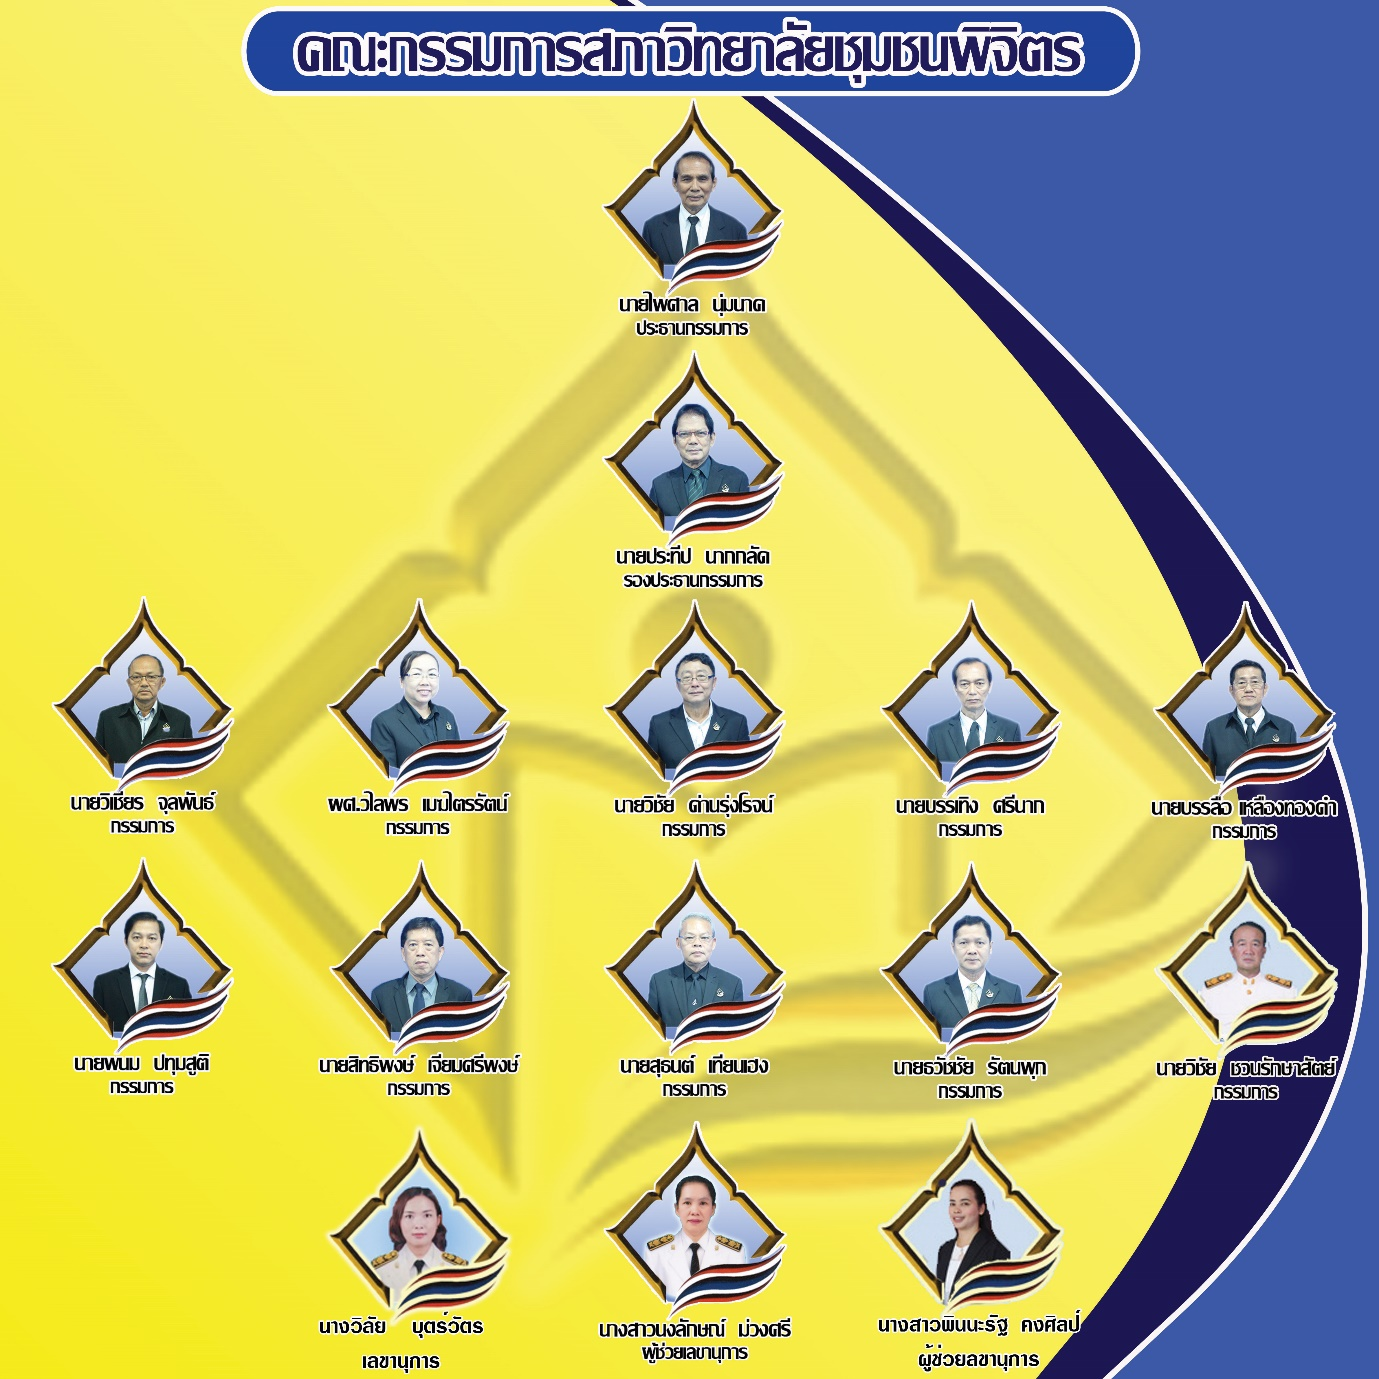 คณะกรรมการสภาวิทยาลัยชุมชนพิจิตร
นายไพศาล นุ่มนาค
ประธานกรรมการ
นายประทีป นากกลัด
รองประธานกรรมการ
นายวิเชียร จุลพันธ์
กรรมการ
ผศ.วิไลพร เมฆไตรรัตน์
กรรมการ
นายวิชัย ด่านรุ่งโรจน์
กรรมการ
นายบรรเทิง ศรีนาก
กรรมการ
นายบรรลือ เหลืองทองคำ
กรรมการ
นายพนม ปทุมสูติ
กรรมการ
นายสิทธิพงษ์ เจียมศรีพงษ์
กรรมการ
นายสุธนต์ เทียนเฮง
กรรมการ
นายธวัชชัย รัตนพุก
กรรมการ
นายวิชัย ชวนรักษาสัตย์
กรรมการ
นางวิลัย บุตร์วัตร
เลขานุการ
นางสาวนงลักษณ์ ม่วงศรี
ผู้ช่วยเลขานุการ
นางสาวพินนะรัฐ คงศิลป์
ผู้ช่วยลขานุการ